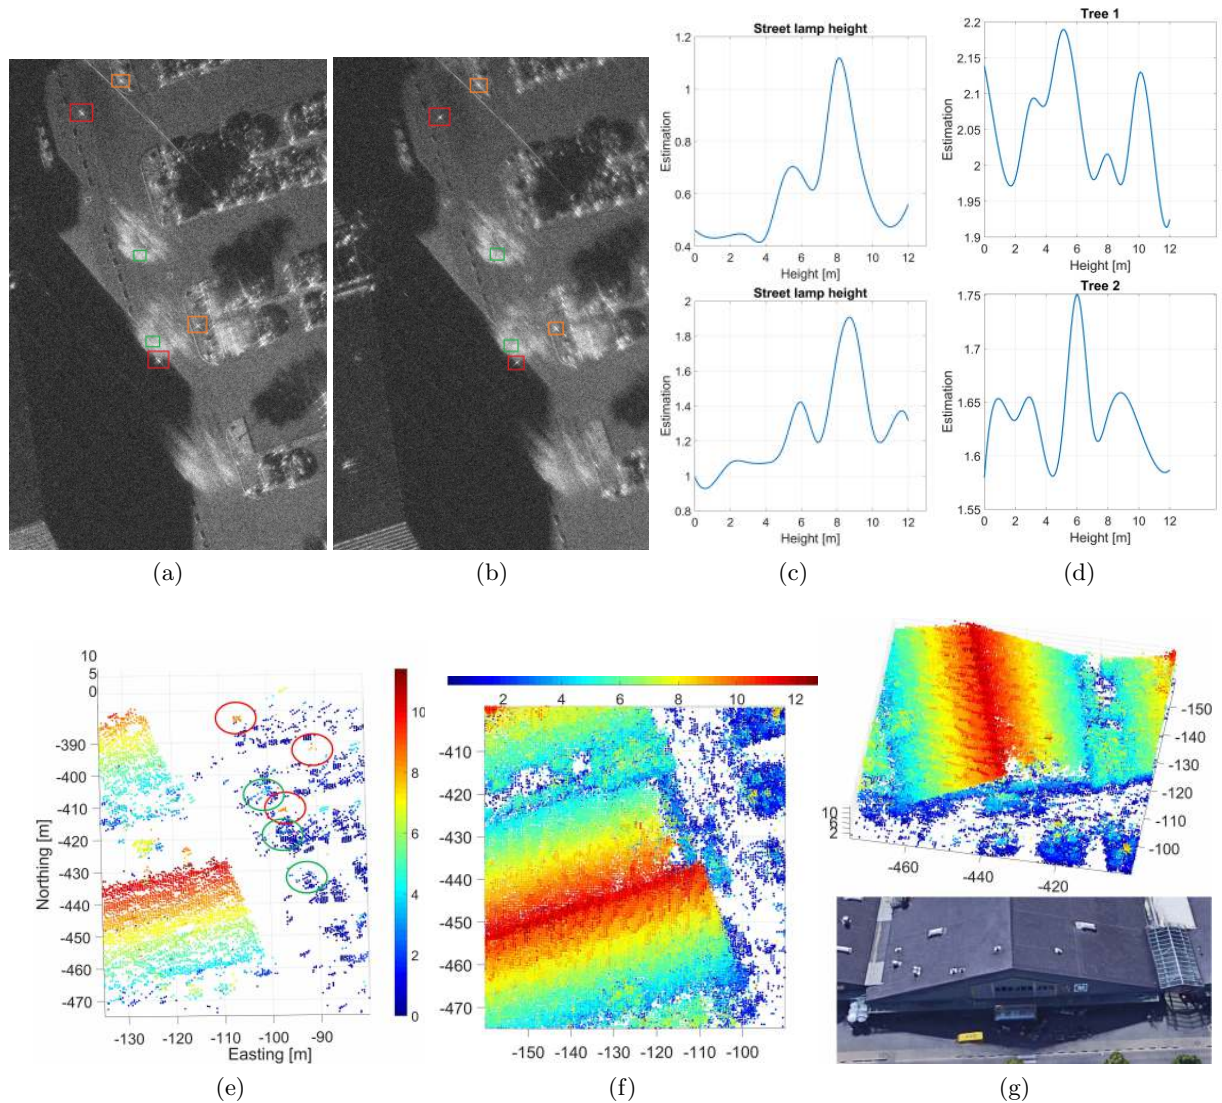 Street lamp height
Estimation
1.2
1
0.8
0.6
0.4
0 2 4 6 8 10 12
Height [m]
Tree 1
Estimation
2.2
2.15
2.1
2.05
2
1.95
1.9
0 2 4 6 8 10 12
Height [m]
Street lamp height
Estimation
2
1.8
1.6
1.4
1.2
1
0.8
0 2 4 6 8 10 12
Height [m]
Tree 2
Estimation
1.75
1.7
1.65
1.6
1.55
0 2 4 6 8 10 12
Height [m]
(a)
(b)
(c)
(d)
10
5
0
Northing [m]
-390
-400
-410
-420
-430
-440
-450
-460
-470
-130 -120 -110 -100 -90
Easting [m]
10
8
6
4
2
0
2 4 6 8 10 12
-410
-420
-430
-440
-450
-460
-470
-150 -140 -130 -120 -110 -100
10
6
2
-460
-440
-420
-150
-140
-130
-120
-110
-100
(e)
(f)
(g)